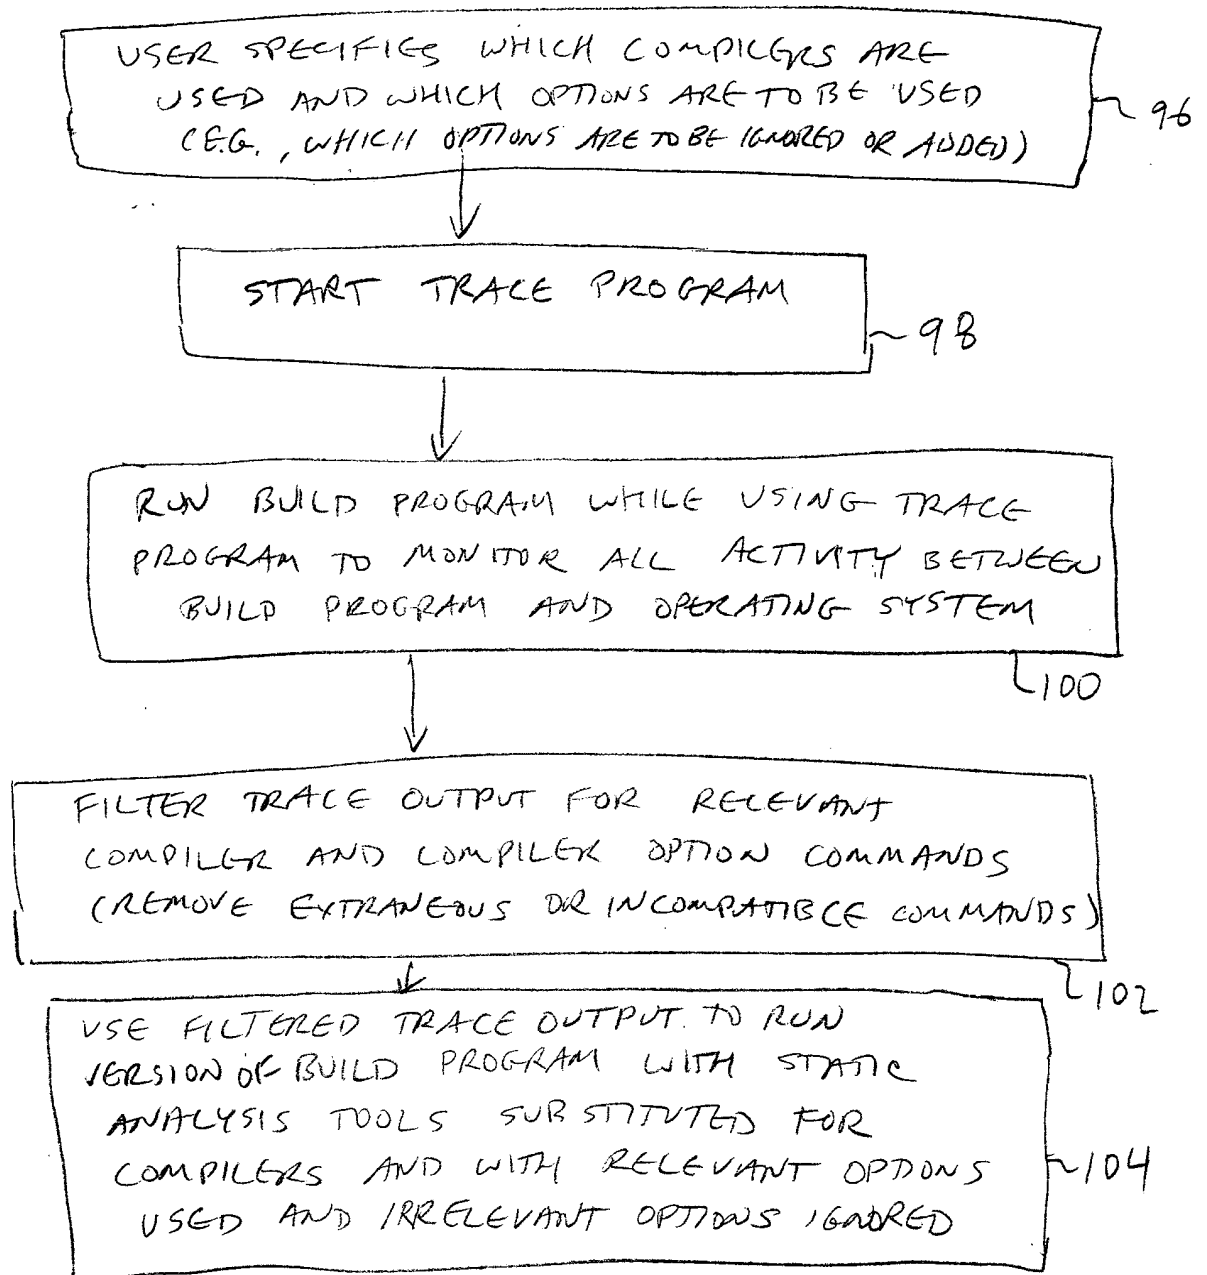 USER SPECIFIES WHICH COMPILERS ARE
USED AND WHICH OPTIONS ARE TO BE USED
(E.G., WHICH OPTIONS ARE TO BE IGNORED OR ADDED)
96
START TRACE PROGRAM
98
RUN BUILD PROGRAM WHILE USING TRACE
PROGRAM TO MONITOR ALL ACTIVITY BETWEEN
BUILD PROGRAM AND OPERATING SYSTEM
100
FILTER TRACE OUTPUT FOR RELEVANT
COMPILER AND COMPILER OPTION COMMANDS
(REMOVE EXTRANEOUS OR INCOMPATIBLE COMMANDS)
102
USE FILTERED TRACE OUTPUT TO RUN
VERSION OF BUILD PROGRAM WITH STATIC
ANALYSIS TOOLS SUBSTITUTED FOR
COMPILERS AND WITH RELEVANT OPTIONS
USED AND IRRELEVANT OPTIONS IGNORED
104